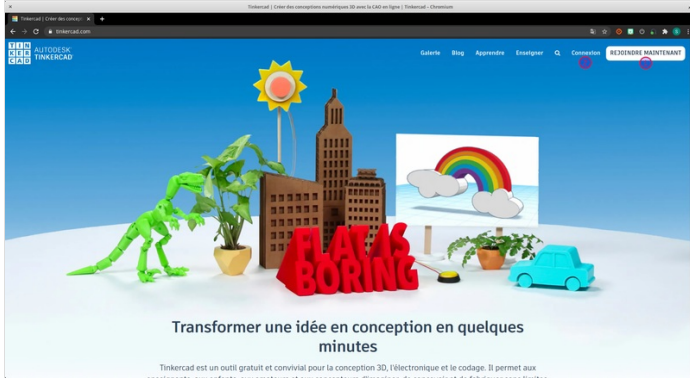 Tinkercad | Créer des conceptions numériques 3D avec la CAO en ligne | Tinkercad - Chromium
Tinkercad | Créer des concept
tinkercad.com
TIN
KER
CAD
AUTODESK
TINKERCAD
Galerie Blog Apprendre Enseigner Connexion REJOINDRE MAINTENANT
FLAT IS
BORING
Transformer une idée en conception en quelques
minutes
Tinkercad est un outil gratuit et convivial pour la conception 3D, l'électronique et le codage. Il permet aux